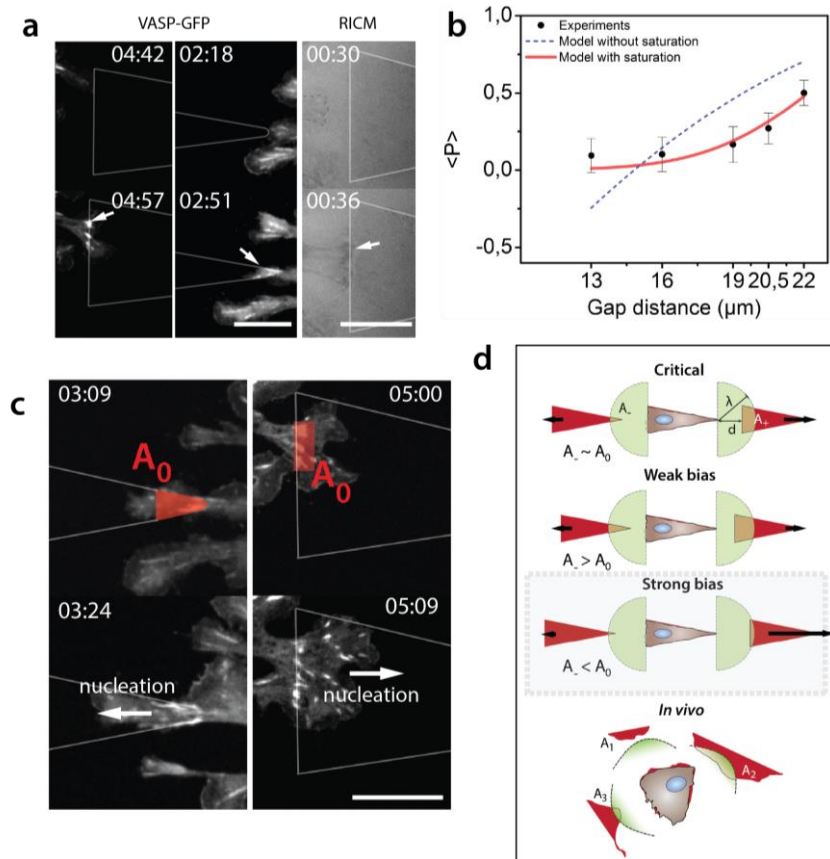 a
VASP-GFP
RICM
04:42
02:18
00:30
04:57
02:51
00:36
b
Experiments
Model without saturation
Model with saturation
1,0
0,5
0,0
-0,5
<P>
13
16
19
20,5
22
Gap distance (µm)
c
03:09
05:00
A₀
A₀
03:24
05:09
nucleation
nucleation
d
Critical
A₋
λ
d
A₊
A₋ ~ A₀
Weak bias
A₋ > A₀
Strong bias
A₋ < A₀
In vivo
A₁
A₂
A₃